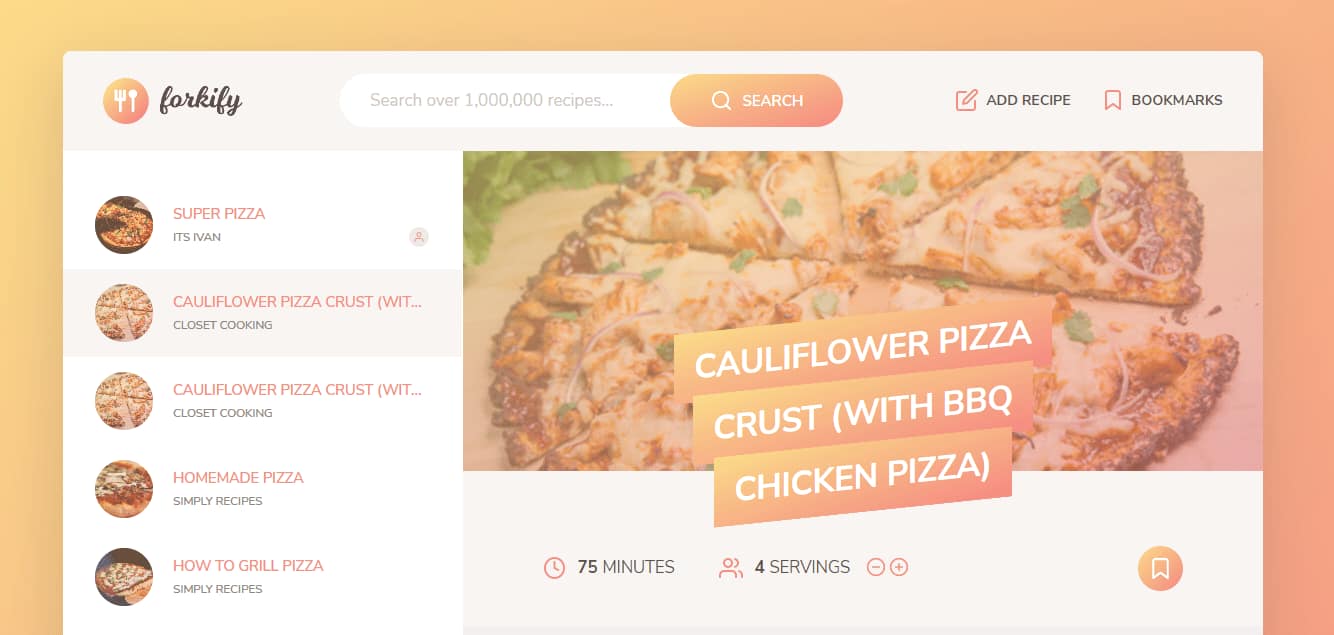 forkify
Search over 1,000,000 recipes...
SEARCH
ADD RECIPE
BOOKMARKS
SUPER PIZZA
ITS IVAN
CAULIFLOWER PIZZA CRUST (WIT...
CLOSET COOKING
CAULIFLOWER PIZZA CRUST (WIT...
CLOSET COOKING
HOMEMADE PIZZA
SIMPLY RECIPES
HOW TO GRILL PIZZA
SIMPLY RECIPES
CAULIFLOWER PIZZA
CRUST (WITH BBQ
CHICKEN PIZZA)
75 MINUTES
4 SERVINGS